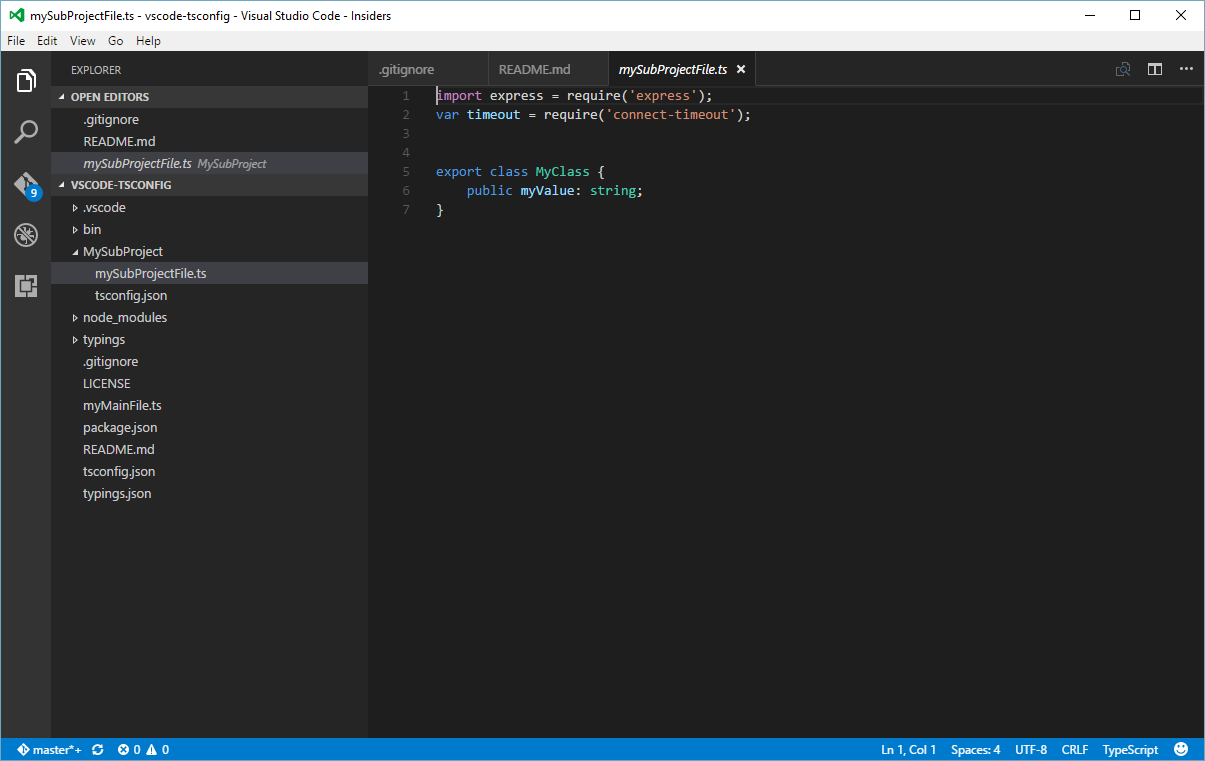 mySubProjectFile.ts - vscode-tsconfig - Visual Studio Code - Insiders
File Edit View Go Help
EXPLORER
OPEN EDITORS
.gitignore
README.md
mySubProjectFile.ts MySubProject
VSCODE-TSCONFIG
.vscode
bin
MySubProject
mySubProjectFile.ts
tsconfig.json
node_modules
typings
.gitignore
LICENSE
myMainFile.ts
package.json
README.md
tsconfig.json
typings.json
9
.gitignore README.md mySubProjectFile.ts
1 import express = require('express');
2 var timeout = require('connect-timeout');
3
4
5 export class MyClass {
6     public myValue: string;
7 }
master*+ 0 0 Ln 1, Col 1 Spaces: 4 UTF-8 CRLF TypeScript